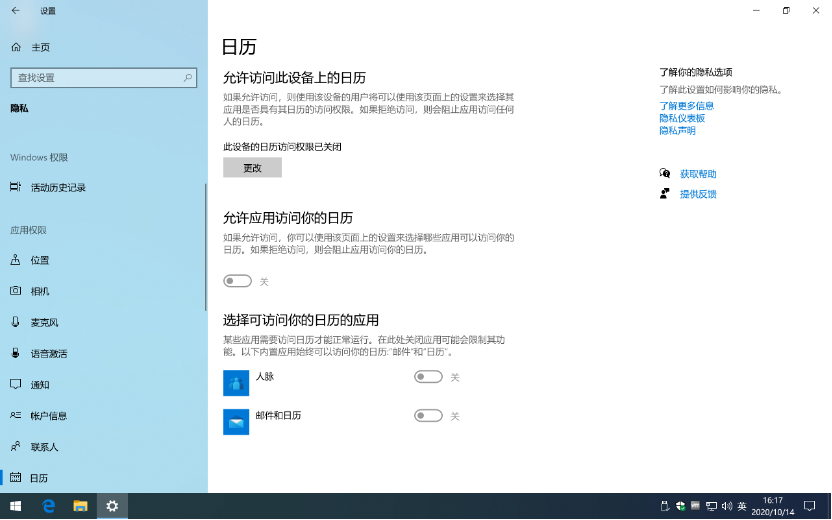 设置
主页
查找设置
隐私
Windows 权限
活动历史记录
应用权限
位置
相机
麦克风
语音激活
通知
帐户信息
联系人
日历
日历
允许访问此设备上的日历
如果允许访问，则使用该设备的用户将可以使用该页面上的设置来选择其
应用是否具有其日历的访问权限。如果拒绝访问，则会阻止应用访问任何
人的日历。
此设备的日历访问权限已关闭
更改
允许应用访问你的日历
如果允许访问，你可以使用该页面上的设置来选择哪些应用可以访问你的
日历。如果拒绝访问，则会阻止应用访问你的日历。
关
选择可访问你的日历的应用
某些应用需要访问日历才能正常运行。在此处关闭应用可能会限制其功
能。以下内置应用始终可以访问你的日历:"邮件"和"日历"。
人脉
关
邮件和日历
关
了解你的隐私选项
了解此设置如何影响你的隐私。
了解更多信息
隐私仪表板
隐私声明
获取帮助
提供反馈
英
16:17
2020/10/14